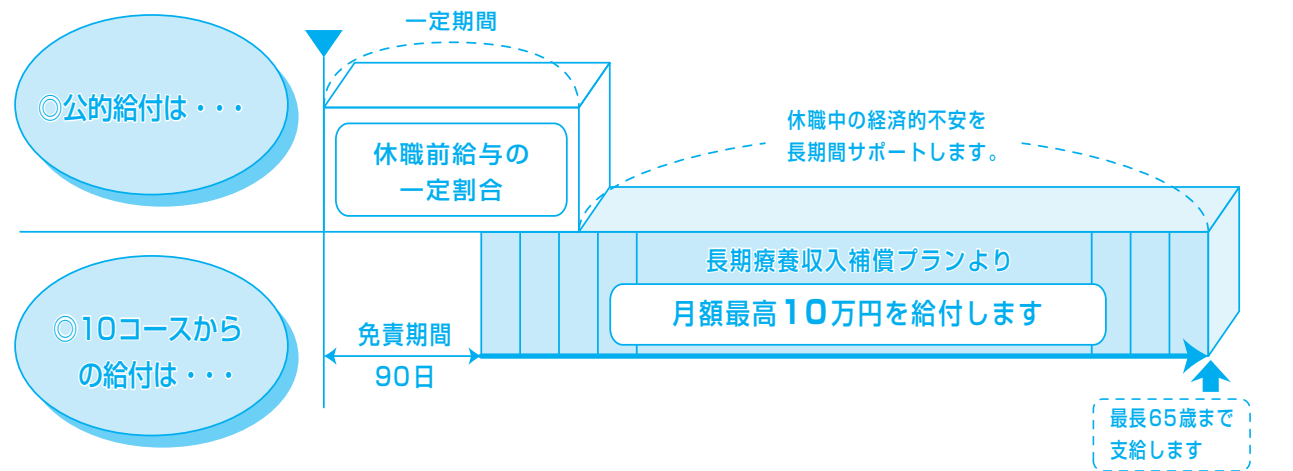 一定期間
◎公的給付は・・・
休職前給与の
一定割合
休職中の経済的不安を
長期間サポートします。
長期療養収入補償プランより
月額最高10万円を給付します
◎10コースから
の給付は・・・
免責期間
90日
最長65歳まで
支給します